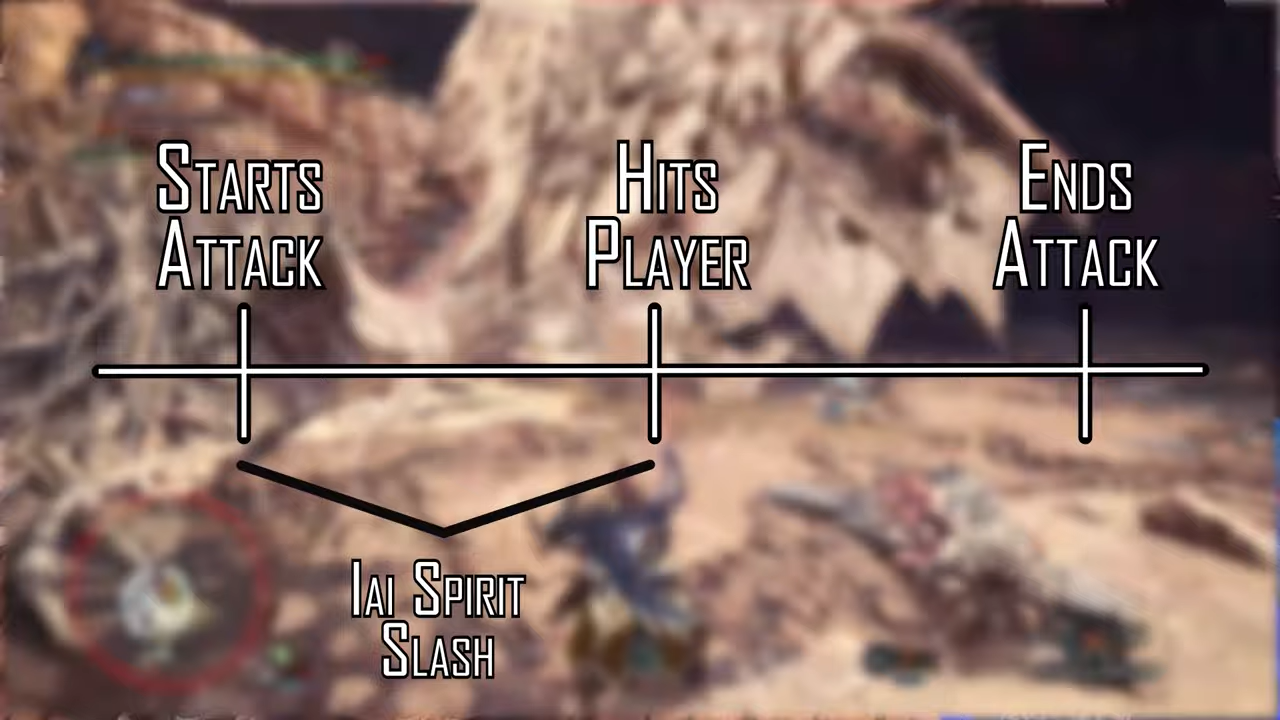 Starts
Attack
Hits
Player
Ends
Attack
Iai Spirit
Slash